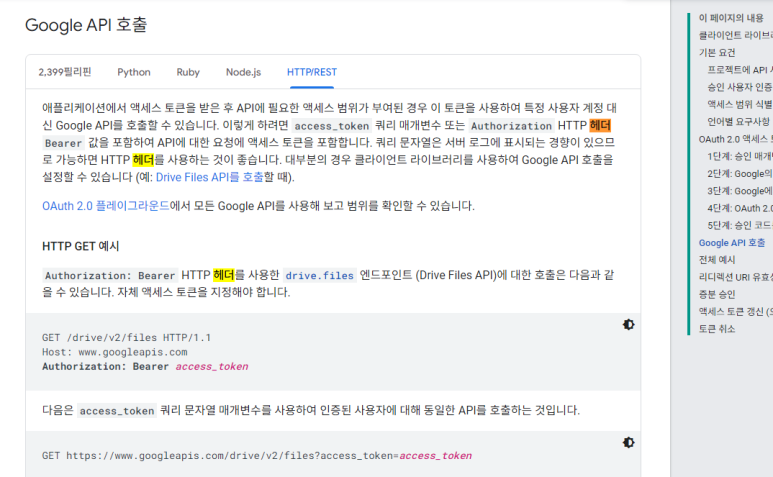 Google API 호출
2,399필리핀 Python Ruby Node.js HTTP/REST
애플리케이션에서 액세스 토큰을 받은 후 API에 필요한 액세스 범위가 부여된 경우 이 토큰을 사용하여 특정 사용자 계정 대
신 Google API를 호출할 수 있습니다. 이렇게 하려면 access_token 쿼리 매개변수 또는 Authorization HTTP 헤더
Bearer 값을 포함하여 API에 대한 요청에 액세스 토큰을 포함합니다. 쿼리 문자열은 서버 로그에 표시되는 경향이 있으므
로 가능하면 HTTP 헤더를 사용하는 것이 좋습니다. 대부분의 경우 클라이언트 라이브러리를 사용하여 Google API 호출을
설정할 수 있습니다 (예: Drive Files API를 호출할 때).
OAuth 2.0 플레이그라운드에서 모든 Google API를 사용해 보고 범위를 확인할 수 있습니다.
HTTP GET 예시
Authorization: Bearer HTTP 헤더를 사용한 drive.files 엔드포인트 (Drive Files API)에 대한 호출은 다음과 같
을 수 있습니다. 자체 액세스 토큰을 지정해야 합니다.
GET /drive/v2/files HTTP/1.1
Host: www.googleapis.com
Authorization: Bearer access_token
다음은 access_token 쿼리 문자열 매개변수를 사용하여 인증된 사용자에 대해 동일한 API를 호출하는 것입니다.
GET https://www.googleapis.com/drive/v2/files?access_token=access_token
이 페이지의 내용
클라이언트 라이브
기본 요건
프로젝트에 API
승인 사용자 인증
액세스 범위 식별
언어별 요구사항
OAuth 2.0 액세스
1단계: 승인 매개
2단계: Google의
3단계: Google에
4단계: OAuth 2.0
5단계: 승인 코드
Google API 호출
전체 예시
리디렉션 URI 유효
증분 승인
액세스 토큰 갱신
토큰 취소